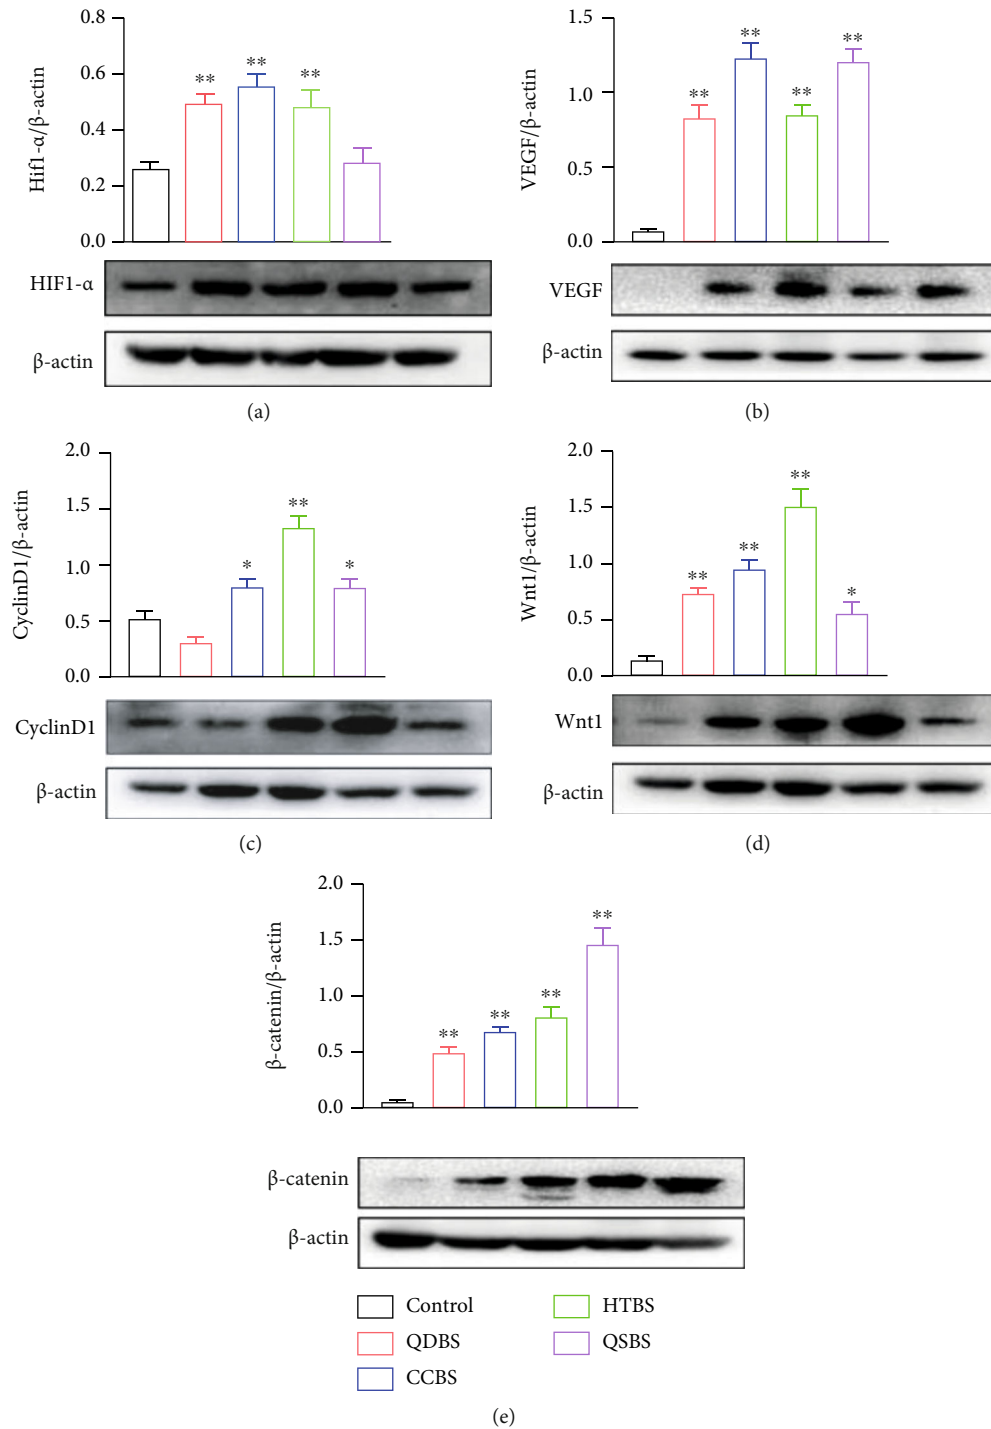 0.8
0.6
0.4
0.2
0.0
Hif1-α/β-actin
** ** **
HIF1-α
β-actin
(a)
1.5
1.0
0.5
0.0
VEGF/β-actin
** ** ** **
VEGF
β-actin
(b)
2.0
1.5
1.0
0.5
0.0
CyclinD1/β-actin
* ** *
CyclinD1
β-actin
(c)
2.0
1.5
1.0
0.5
0.0
Wnt1/β-actin
** ** ** *
Wnt1
β-actin
(d)
2.0
1.5
1.0
0.5
0.0
β-catenin/β-actin
** ** ** **
β-catenin
β-actin
Control
QDBS
CCBS
HTBS
QSBS
(e)